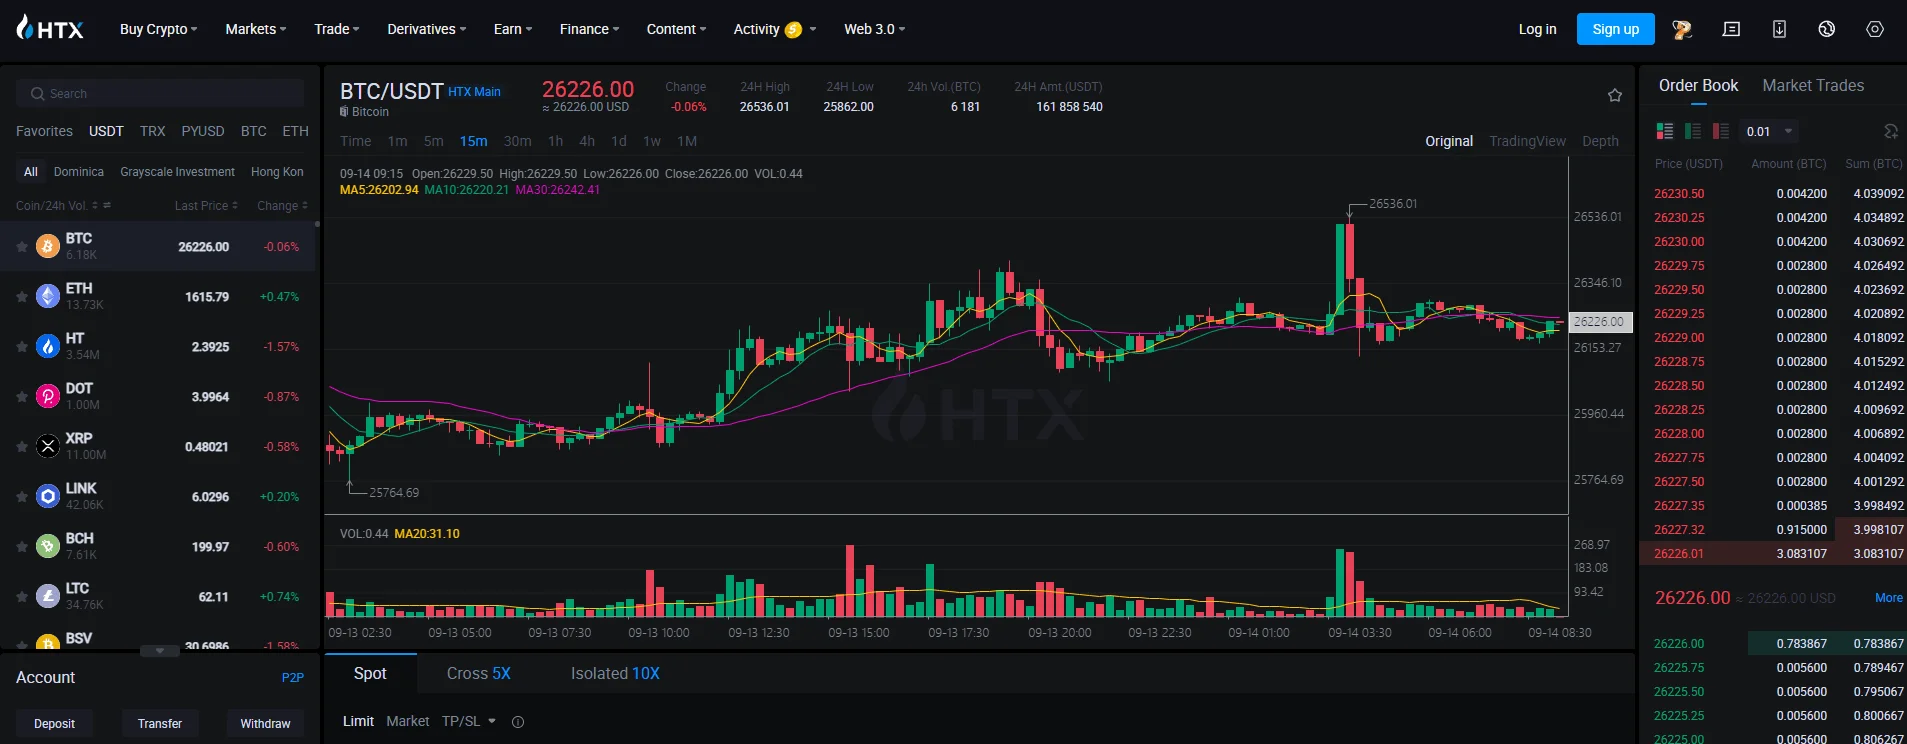 HTX Buy Crypto Markets Trade Derivatives Earn Finance Content Activity Web 3.0 Log in Sign up
Search
Favorites USDT TRX PYUSD BTC ETH
All Dominica Grayscale Investment Hong Kon
Coin/24h Vol. Last Price Change
BTC 26226.00 -0.06%
6.18K
ETH 1615.79 +0.47%
13.73K
HT 2.3925 -1.57%
3.54M
DOT 3.9964 -0.87%
1.00M
XRP 0.48021 -0.58%
11.00M
LINK 6.0296 +0.20%
42.06K
BCH 199.97 -0.60%
7.61K
LTC 62.11 +0.74%
34.76K
BSV 30.6986 -1.58%
Account P2P
Deposit Transfer Withdraw
BTC/USDT HTX Main 26226.00 Change 24H High 24H Low 24h Vol.(BTC) 24H Amt.(USDT)
Bitcoin ≈ 26226.00 USD -0.06% 26536.01 25862.00 6 181 161 858 540
Time 1m 5m 15m 30m 1h 4h 1d 1w 1M Original TradingView Depth
09-14 09:15 Open:26229.50 High:26229.50 Low:26226.00 Close:26226.00 VOL:0.44
MA5:26202.94 MA10:26220.21 MA30:26242.41
26536.01
26536.01
26346.10
26226.00
26153.27
HTX
25960.44
25764.69
25764.69
VOL:0.44 MA20:31.10
268.97
183.08
93.42
09-13 02:30 09-13 05:00 09-13 07:30 09-13 10:00 09-13 12:30 09-13 15:00 09-13 17:30 09-13 20:00 09-13 22:30 09-14 01:00 09-14 03:30 09-14 06:00 09-14 08:30
Spot Cross 5X Isolated 10X
Limit Market TP/SL
Order Book Market Trades
0.01
Price (USDT) Amount (BTC) Sum (BTC)
26230.50 0.004200 4.039092
26230.25 0.004200 4.034892
26230.00 0.004200 4.030692
26229.75 0.002800 4.026492
26229.50 0.002800 4.023692
26229.25 0.002800 4.020892
26229.00 0.002800 4.018092
26228.75 0.002800 4.015292
26228.50 0.002800 4.012492
26228.25 0.002800 4.009692
26228.00 0.002800 4.006892
26227.75 0.002800 4.004092
26227.50 0.002800 4.001292
26227.35 0.000385 3.998492
26227.32 0.915000 3.998107
26226.01 3.083107 3.083107
26226.00 ≈ 26226.00 USD More
26226.00 0.783867 0.783867
26225.75 0.005600 0.789467
26225.50 0.005600 0.795067
26225.25 0.005600 0.800667
26225.00 0.005600 0.806267